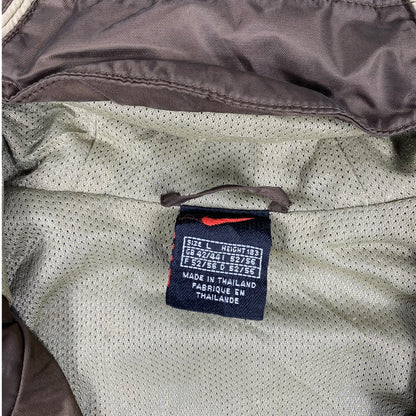 SIZE L HEIGHT 183
GB 42/44 I 52/56
F 52/56 D 52/56
MADE IN THAILAND
FABRIQUE EN
THAILANDE